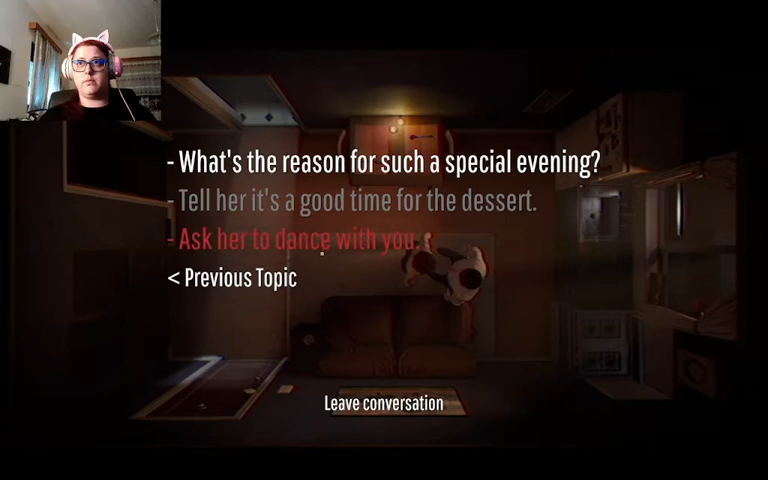 - What's the reason for such a special evening?
- Tell her it's a good time for the dessert.
- Ask her to dance with you.
< Previous Topic
Leave conversation